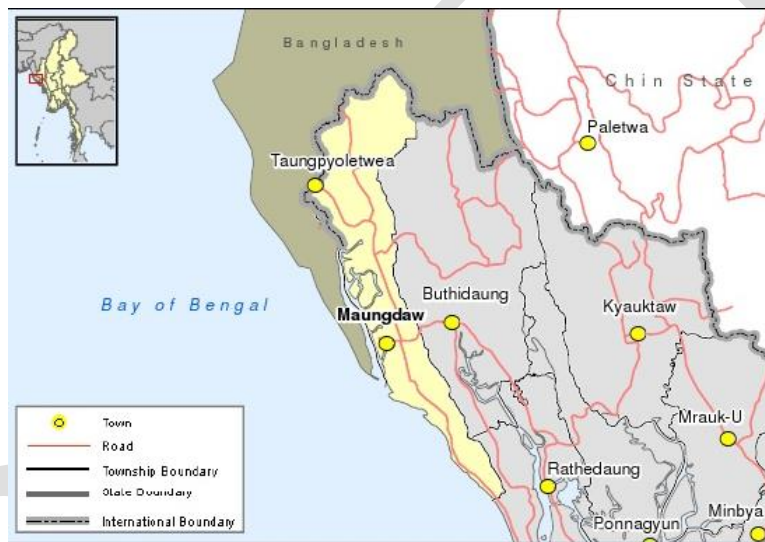 Bangladesh
Chin State
Paletwa
Taungpyoletwea
Bay of Bengal
Buthidaung
Maungdaw
Kyauktaw
Mrauk-U
Rathedaung
Ponnagyun
Minbya
Town
Road
Township Boundary
State Boundary
International Boundary